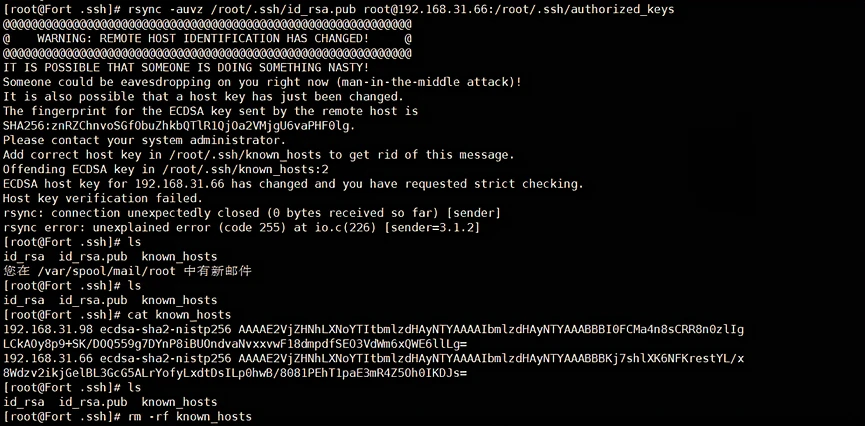 [root@Fort .ssh]# rsync -auvz /root/.ssh/id_rsa.pub root@192.168.31.66:/root/.ssh/authorized_keys
@@@@@@@@@@@@@@@@@@@@@@@@@@@@@@@@@@@@@@@@@@@@@@@@@@@@@@@@@@@
@    WARNING: REMOTE HOST IDENTIFICATION HAS CHANGED!     @
@@@@@@@@@@@@@@@@@@@@@@@@@@@@@@@@@@@@@@@@@@@@@@@@@@@@@@@@@@@
IT IS POSSIBLE THAT SOMEONE IS DOING SOMETHING NASTY!
Someone could be eavesdropping on you right now (man-in-the-middle attack)!
It is also possible that a host key has just been changed.
The fingerprint for the ECDSA key sent by the remote host is
SHA256:znRZChnvoSGfObuZhkbQTlR1QjOa2VMjgU6vaPHF0lg.
Please contact your system administrator.
Add correct host key in /root/.ssh/known_hosts to get rid of this message.
Offending ECDSA key in /root/.ssh/known_hosts:2
ECDSA host key for 192.168.31.66 has changed and you have requested strict checking.
Host key verification failed.
rsync: connection unexpectedly closed (0 bytes received so far) [sender]
rsync error: unexplained error (code 255) at io.c(226) [sender=3.1.2]
[root@Fort .ssh]# ls
id_rsa  id_rsa.pub  known_hosts
您在 /var/spool/mail/root 中有新邮件
[root@Fort .ssh]# ls
id_rsa  id_rsa.pub  known_hosts
[root@Fort .ssh]# cat known_hosts
192.168.31.98 ecdsa-sha2-nistp256 AAAAE2VjZHNhLXNoYTItbmlzdHAyNTYAAAAIbmlzdHAyNTYAAABBBI0FCMa4n8sCRR8n0zlIg
LCkAOy8p9+SK/DOQ559g7DYnP8iBUOndvaNvxxvwF18dmpdfSEO3VdWm6xQWE6llLg=
192.168.31.66 ecdsa-sha2-nistp256 AAAAE2VjZHNhLXNoYTItbmlzdHAyNTYAAAAIbmlzdHAyNTYAAABBBKj7shlXK6NFKrestYL/x
8Wdzv2ikjGelBL3GcG5ALrYofyLxdtDsILp0hwB/8081PEhT1paE3mR4Z5Oh0IKDJs=
[root@Fort .ssh]# ls
id_rsa  id_rsa.pub  known_hosts
[root@Fort .ssh]# rm -rf known_hosts